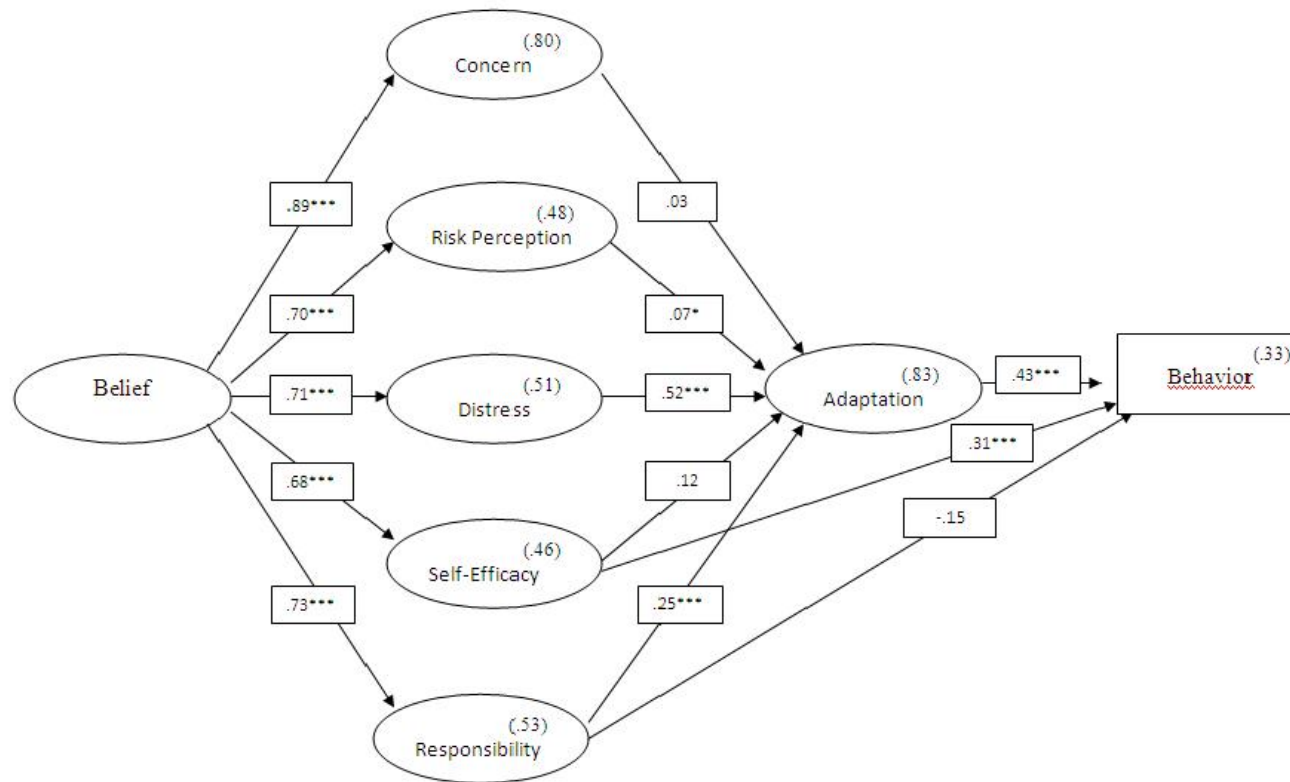 (.80)
Concern
.89***
.03
(.48)
Risk Perception
.70***
.07*
Belief
.71***
(.51)
Distress
.52***
(.83)
Adaptation
.43***
(.33)
Behavior
.68***
.12
.31***
(.46)
Self-Efficacy
-.15
.73***
.25***
(.53)
Responsibility